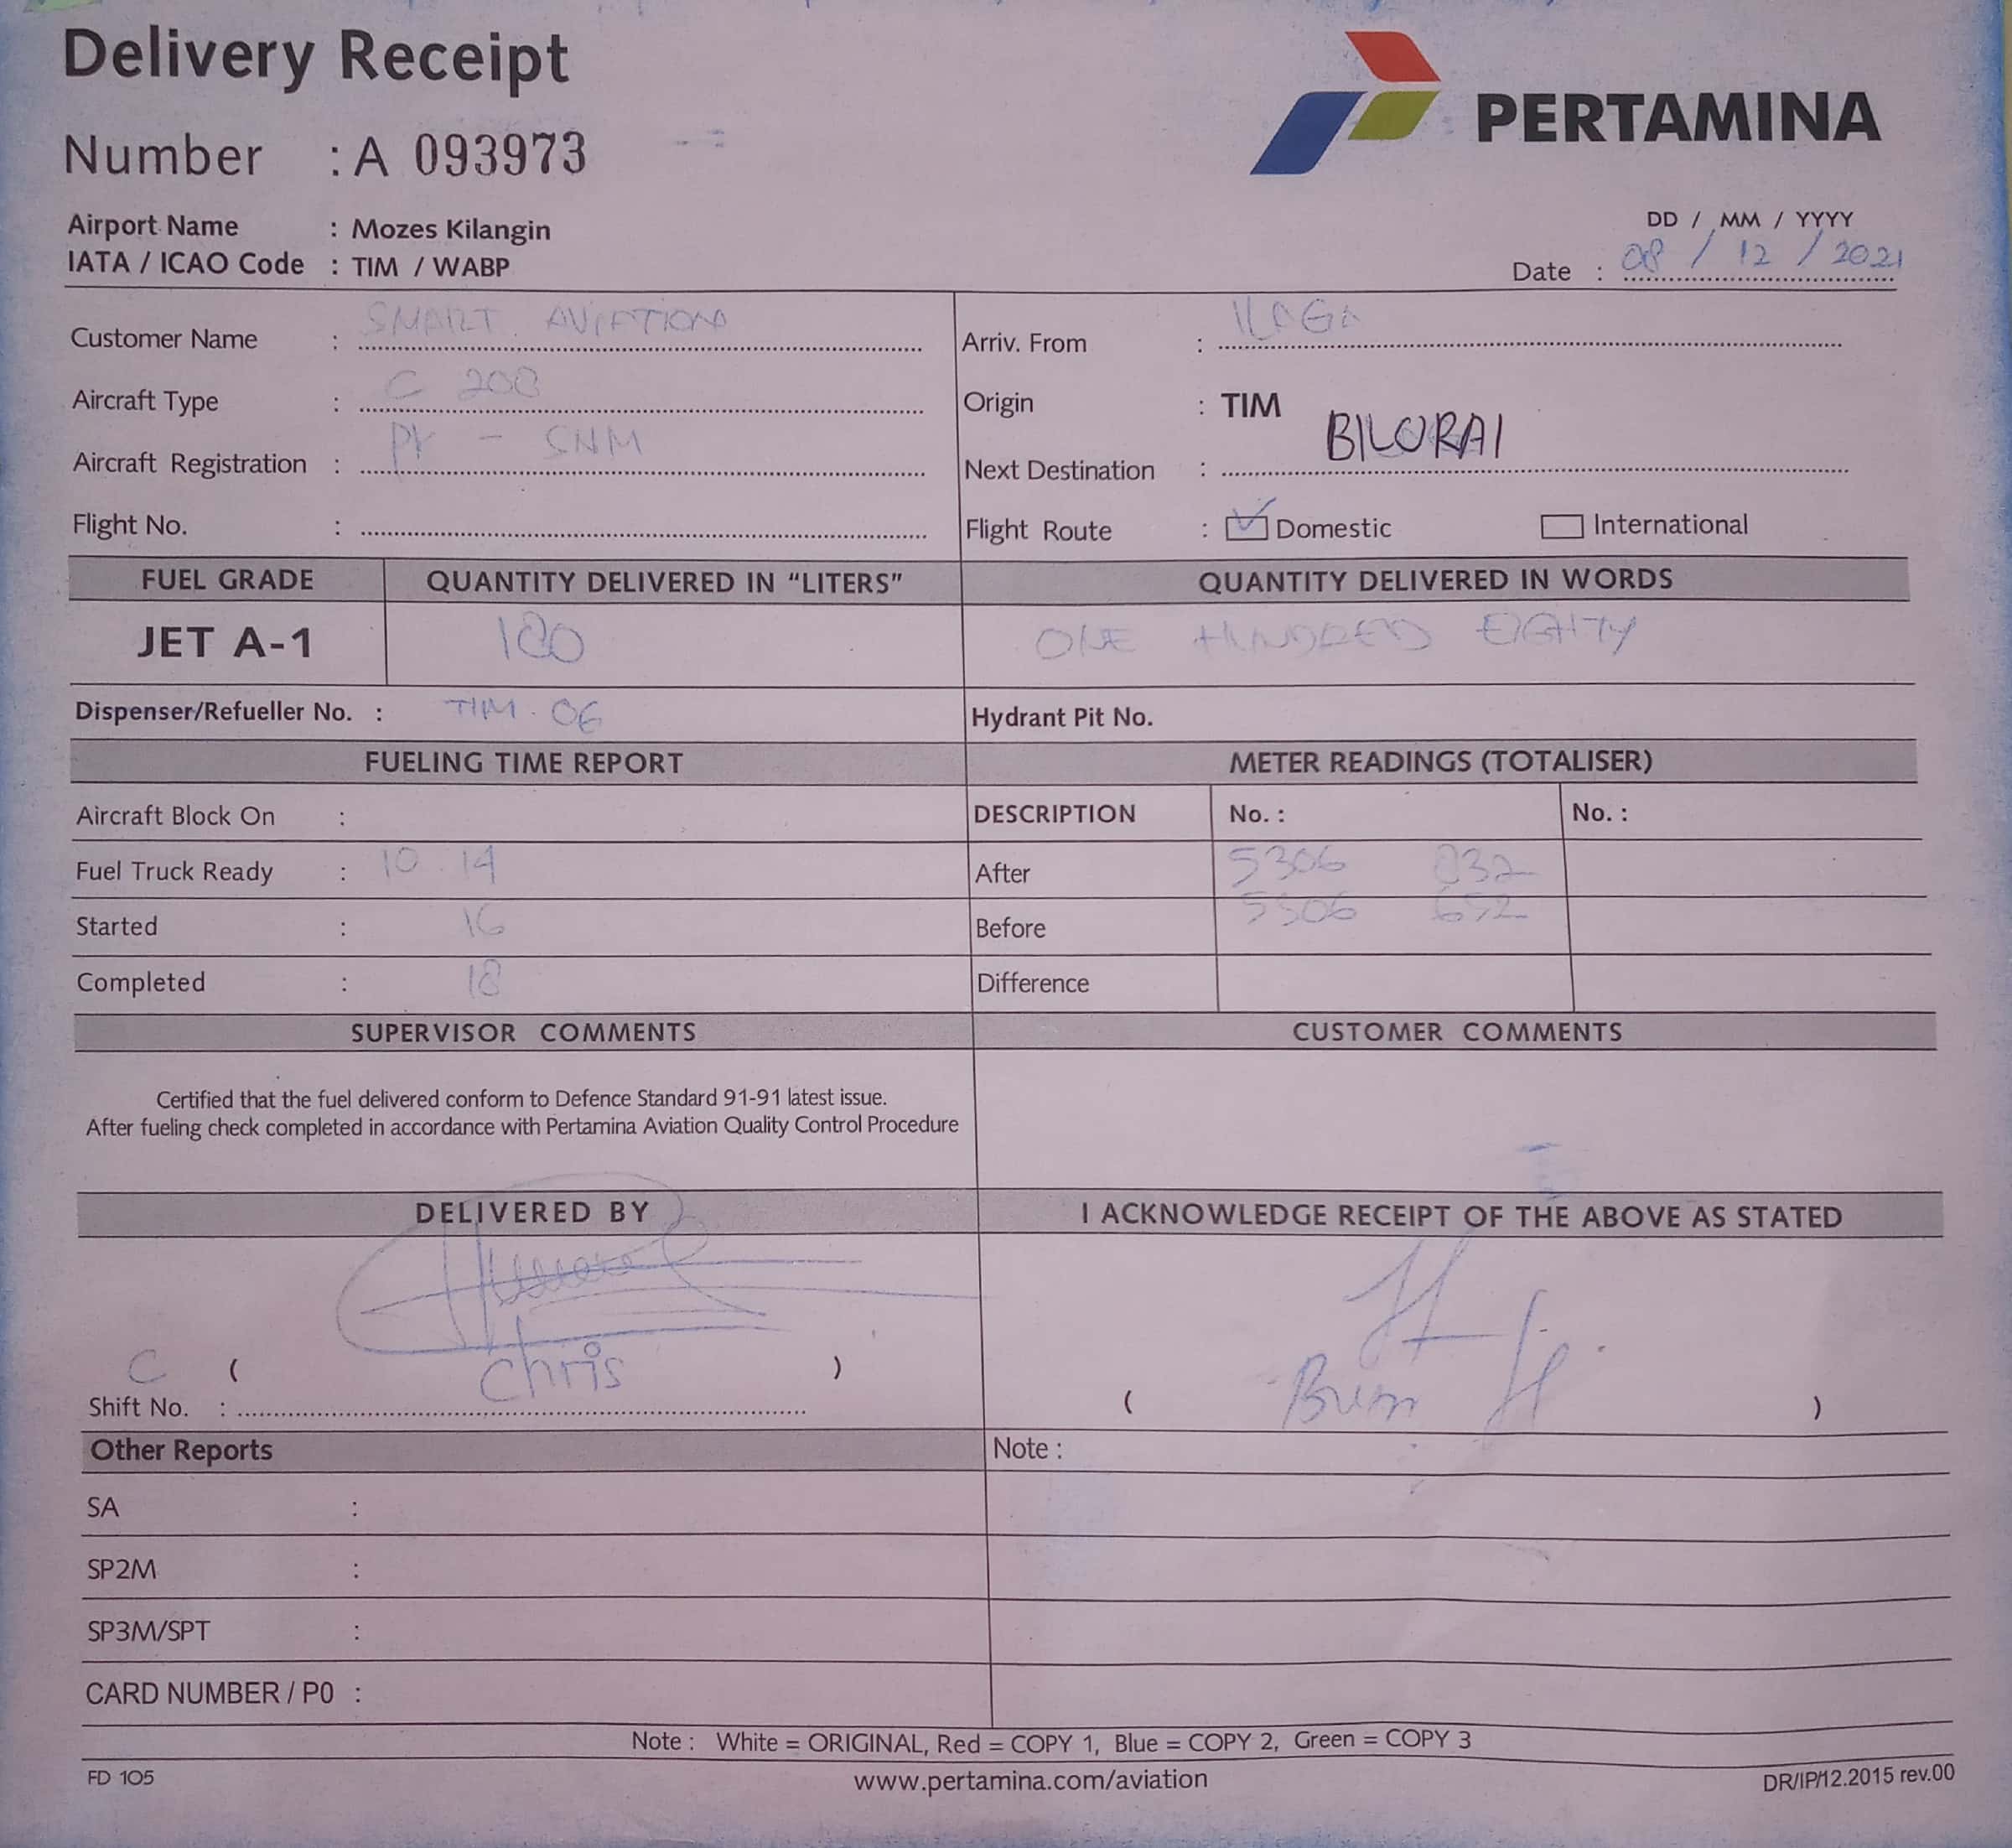 Delivery Receipt
PERTAMINA
Number : A 093973
Airport Name : Mozes Kilangin
IATA / ICAO Code : TIM / WABP
DD / MM / YYYY
Date : 08 / 12 / 2021
Customer Name : SMART AVIATION
Arriv. From : ILAGA
Aircraft Type : C 208
Origin : TIM
Aircraft Registration : PK - SNM
Next Destination : BILORAI
Flight No. :
Flight Route : Domestic International
FUEL GRADE QUANTITY DELIVERED IN “LITERS” QUANTITY DELIVERED IN WORDS
JET A-1 180 ONE HUNDRED EIGHTY
Dispenser/Refueller No. : TIM . 06 Hydrant Pit No.
FUELING TIME REPORT METER READINGS (TOTALISER)
Aircraft Block On : DESCRIPTION No. : No. :
Fuel Truck Ready : 10 . 14 After 5306 832
Started : 16 Before 5306 652
Completed : 18 Difference
SUPERVISOR COMMENTS CUSTOMER COMMENTS
Certified that the fuel delivered conform to Defence Standard 91-91 latest issue.
After fueling check completed in accordance with Pertamina Aviation Quality Control Procedure
DELIVERED BY I ACKNOWLEDGE RECEIPT OF THE ABOVE AS STATED
C ( Chris )
Shift No. :
( )
Other Reports Note :
SA :
SP2M :
SP3M/SPT :
CARD NUMBER / P0 :
Note : White = ORIGINAL, Red = COPY 1, Blue = COPY 2, Green = COPY 3
FD 105 www.pertamina.com/aviation DR/IP/12.2015 rev.00